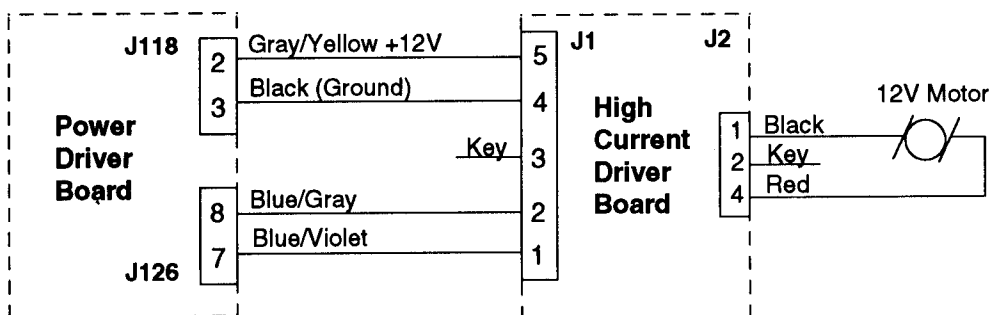 J118
2
3
Gray/Yellow +12V
Black (Ground)
Power
Driver
Board
8
7
J126
Blue/Gray
Blue/Violet
Key
J1
5
4
3
2
1
High
Current
Driver
Board
J2
1
2
4
Black
Key
Red
12V Motor